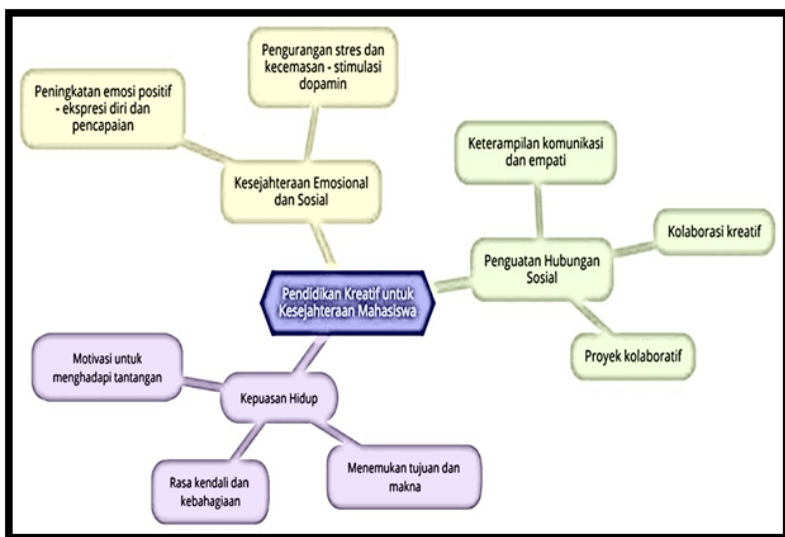 Pengurangan stres dan
kecemasan - stimulasi
dopamin
Peningkatan emosi positif
- ekspresi diri dan
pencapaian
Kesejahteraan Emosional
dan Sosial
Keterampilan komunikasi
dan empati
Kolaborasi kreatif
Penguatan Hubungan
Sosial
Proyek kolaboratif
Pendidikan Kreatif untuk
Kesejahteraan Mahasiswa
Motivasi untuk
menghadapi tantangan
Kepuasan Hidup
Rasa kendali dan
kebahagiaan
Menemukan tujuan dan
makna